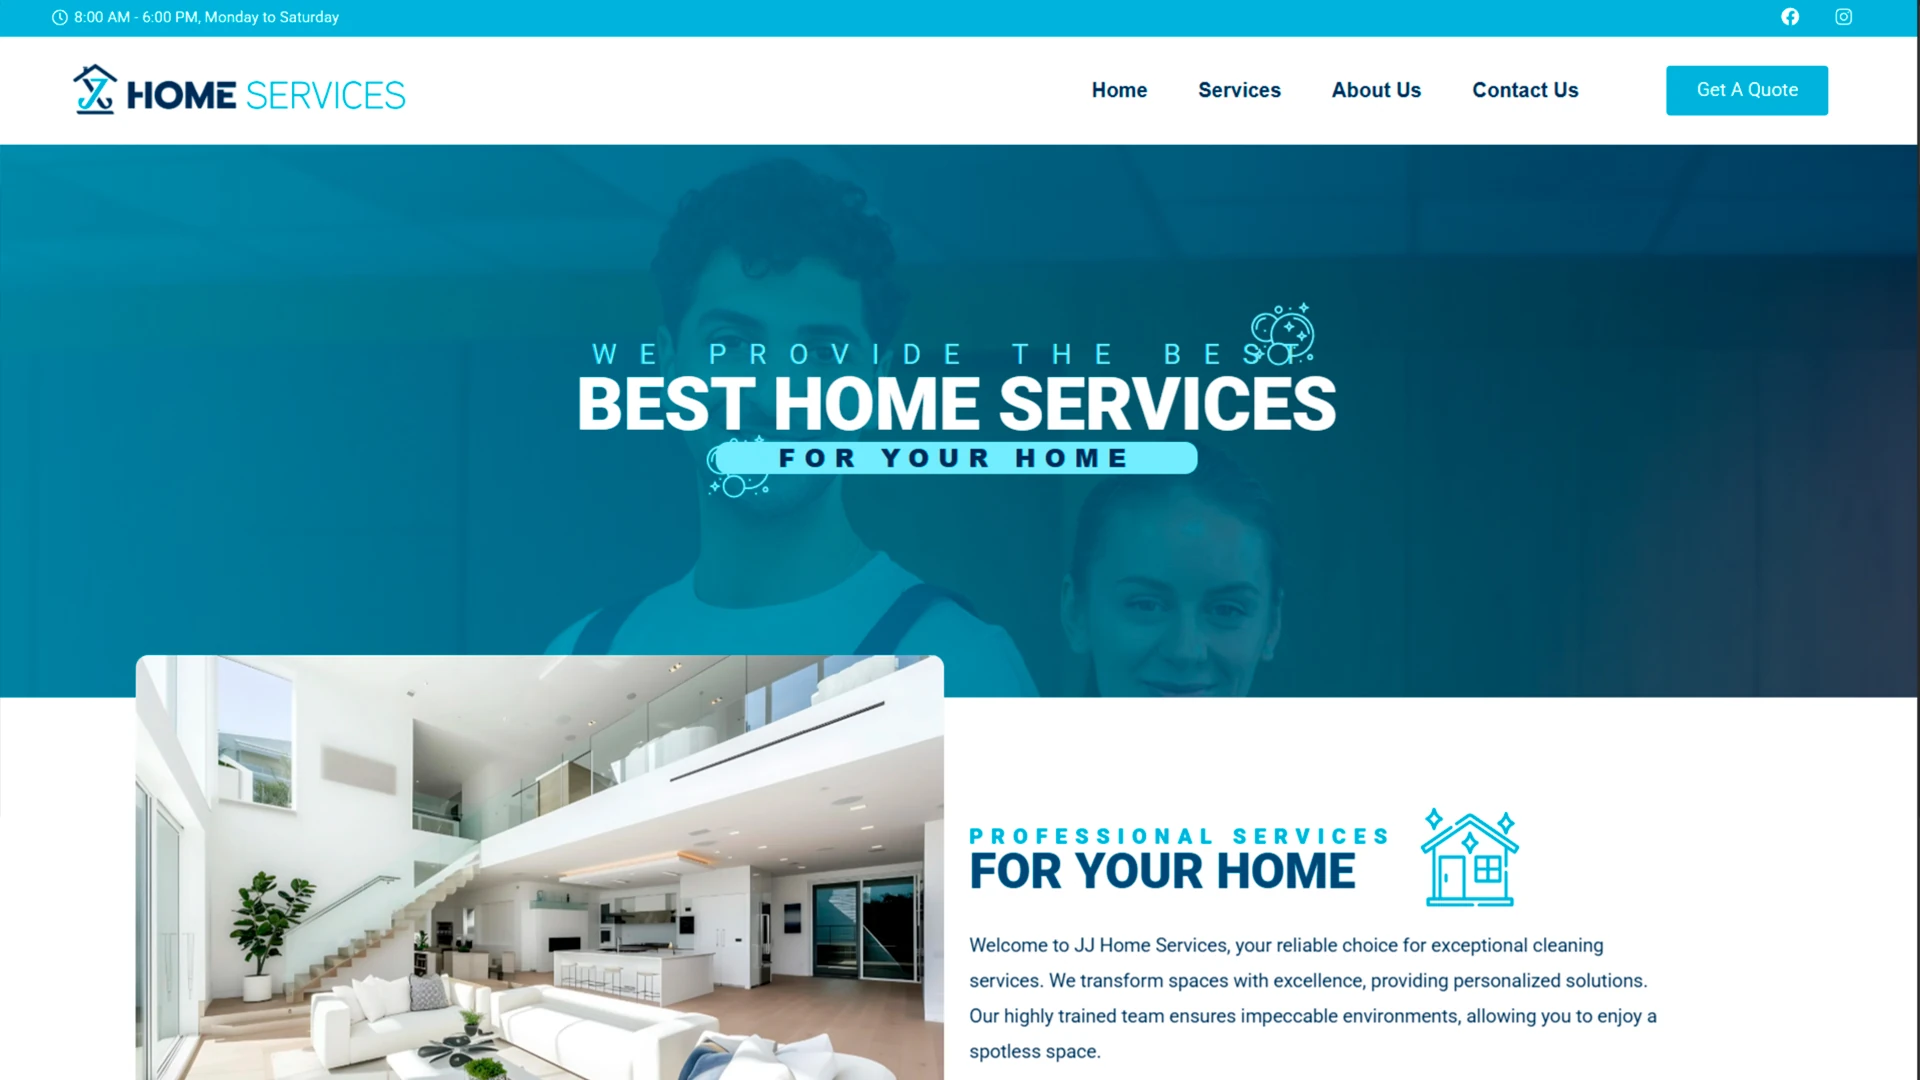 8:00 AM - 6:00 PM, Monday to Saturday
HOME SERVICES
Home Services About Us Contact Us Get A Quote
WE PROVIDE THE BEST
BEST HOME SERVICES
FOR YOUR HOME
PROFESSIONAL SERVICES
FOR YOUR HOME
Welcome to JJ Home Services, your reliable choice for exceptional cleaning
services. We transform spaces with excellence, providing personalized solutions.
Our highly trained team ensures impeccable environments, allowing you to enjoy a
spotless space.